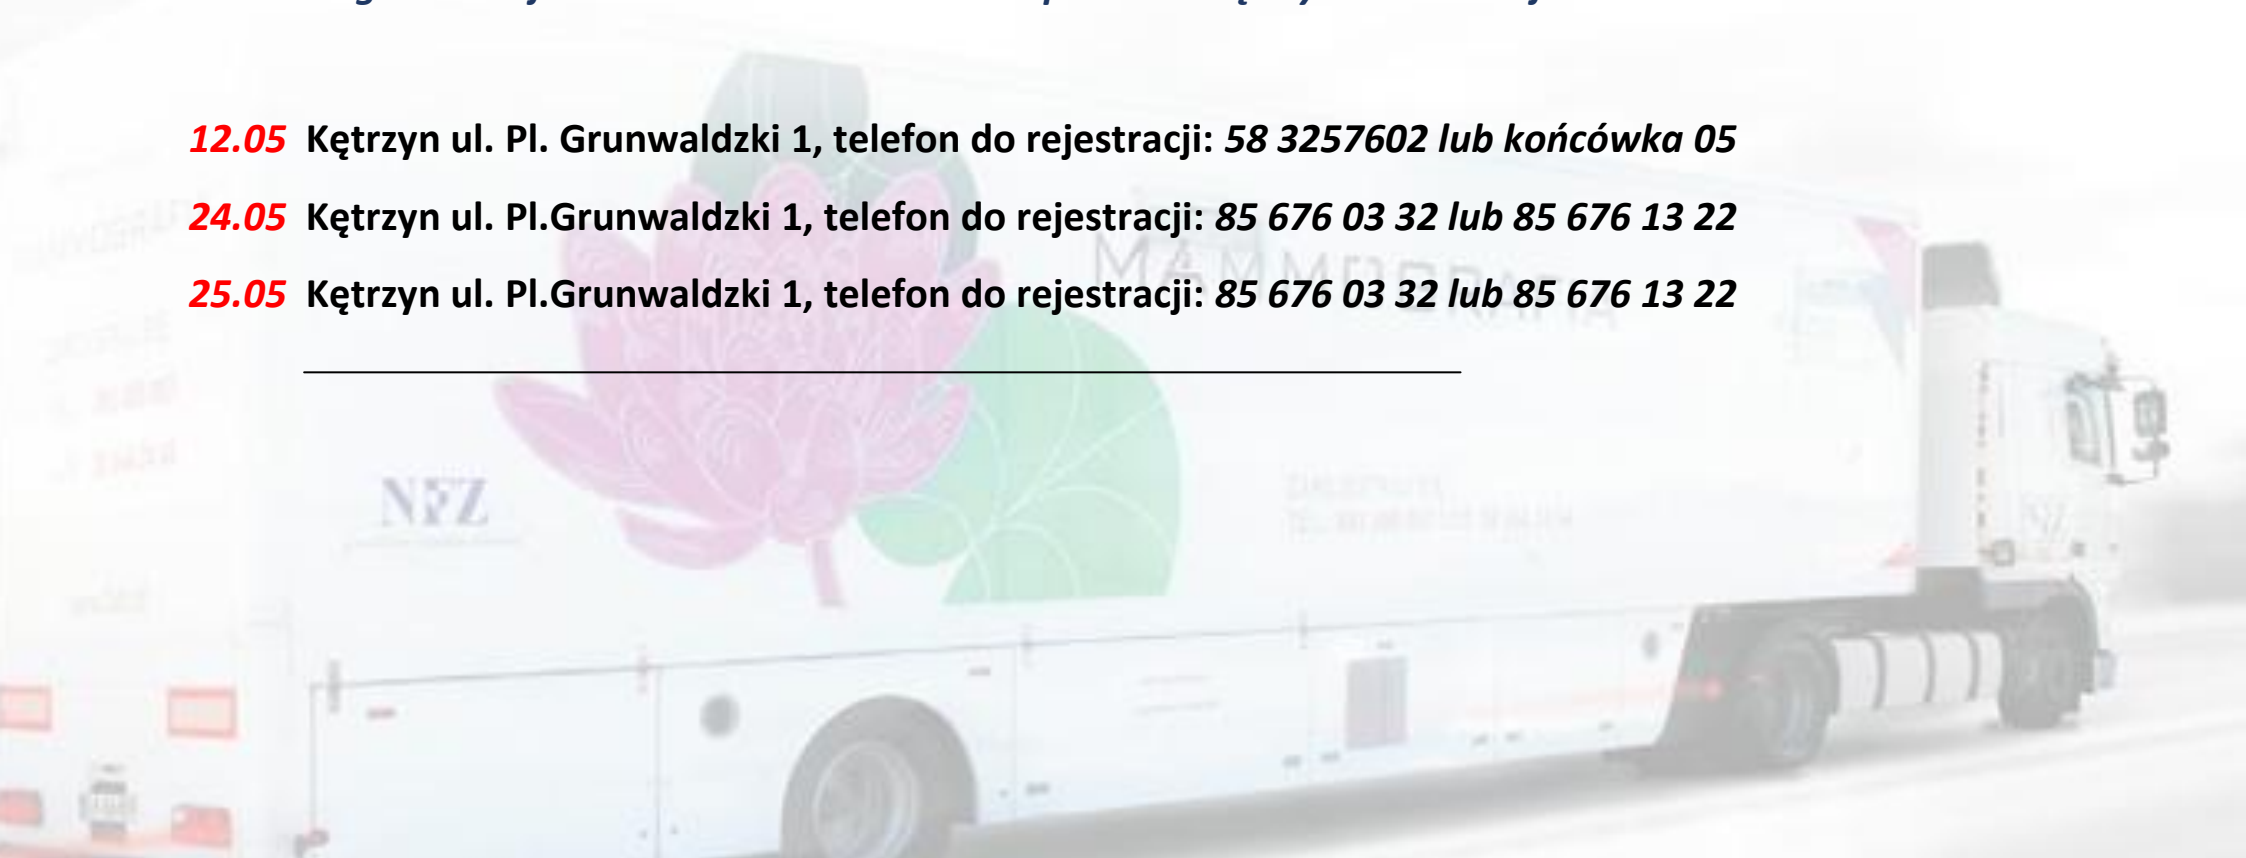 12.05 Kętrzyn ul. Pl. Grunwaldzki 1, telefon do rejestracji: 58 3257602 lub końcówka 05
24.05 Kętrzyn ul. Pl.Grunwaldzki 1, telefon do rejestracji: 85 676 03 32 lub 85 676 13 22
25.05 Kętrzyn ul. Pl.Grunwaldzki 1, telefon do rejestracji: 85 676 03 32 lub 85 676 13 22
MAMMOGRAFIA
NFZ